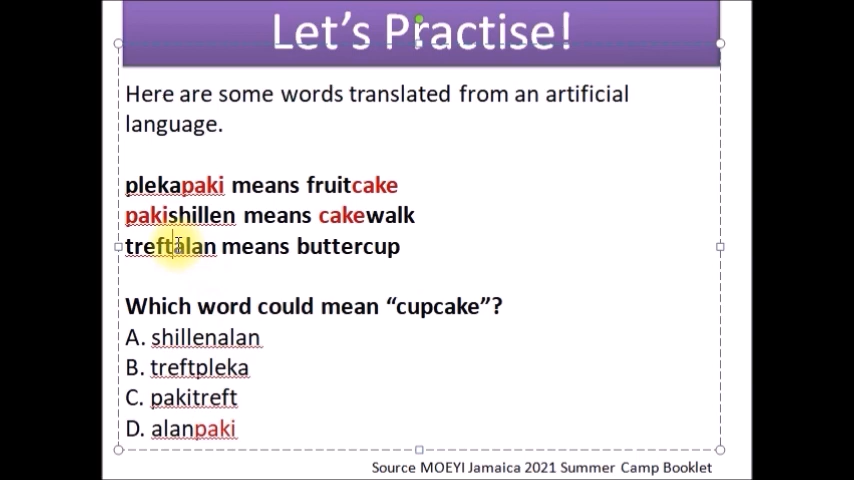 Let's Practise!
Here are some words translated from an artificial
language.
plekapaki means fruitcake
pakishillen means cakewalk
treftalan means buttercup
Which word could mean “cupcake”?
A. shillenalan
B. treftpleka
C. pakitreft
D. alanpaki
Source MOEYI Jamaica 2021 Summer Camp Booklet